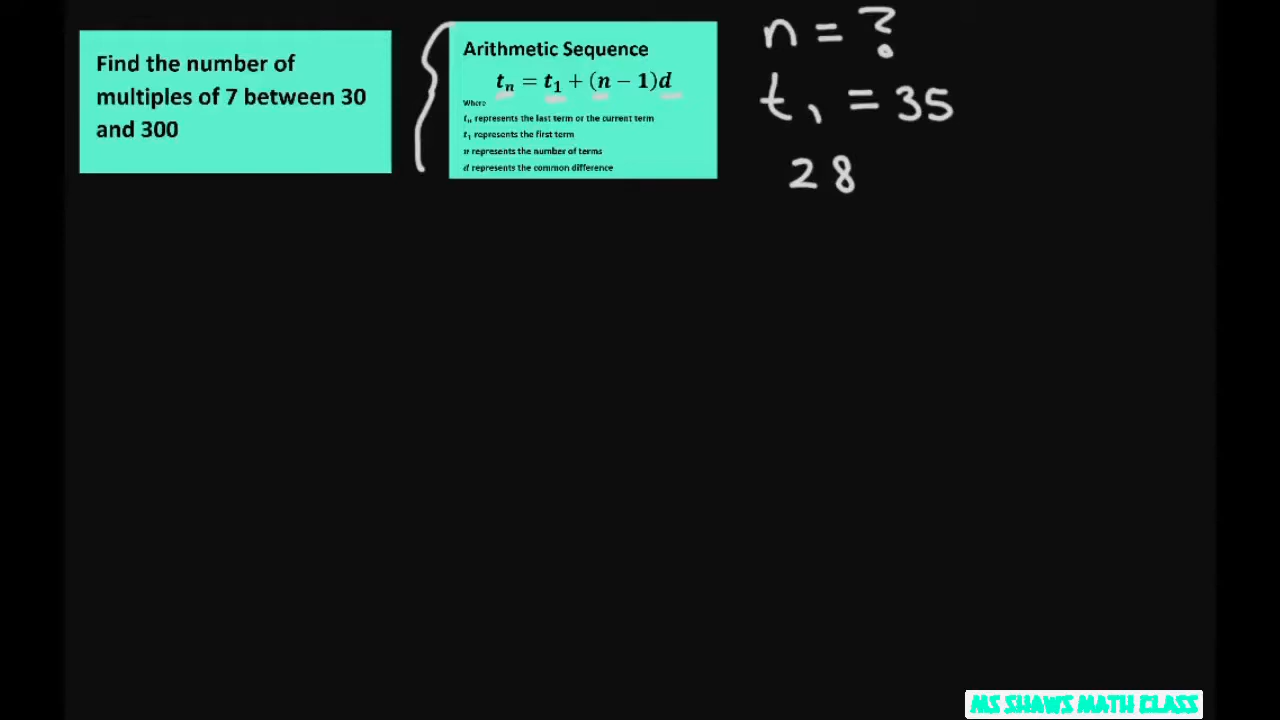 Find the number of
multiples of 7 between 30
and 300
Arithmetic Sequence
tₙ = t₁ + (n − 1)d
Where
tₙ represents the last term or the current term
t₁ represents the first term
n represents the number of terms
d represents the common difference
n = ?
t₁ = 35
28
MS SHAWS MATH CLASS